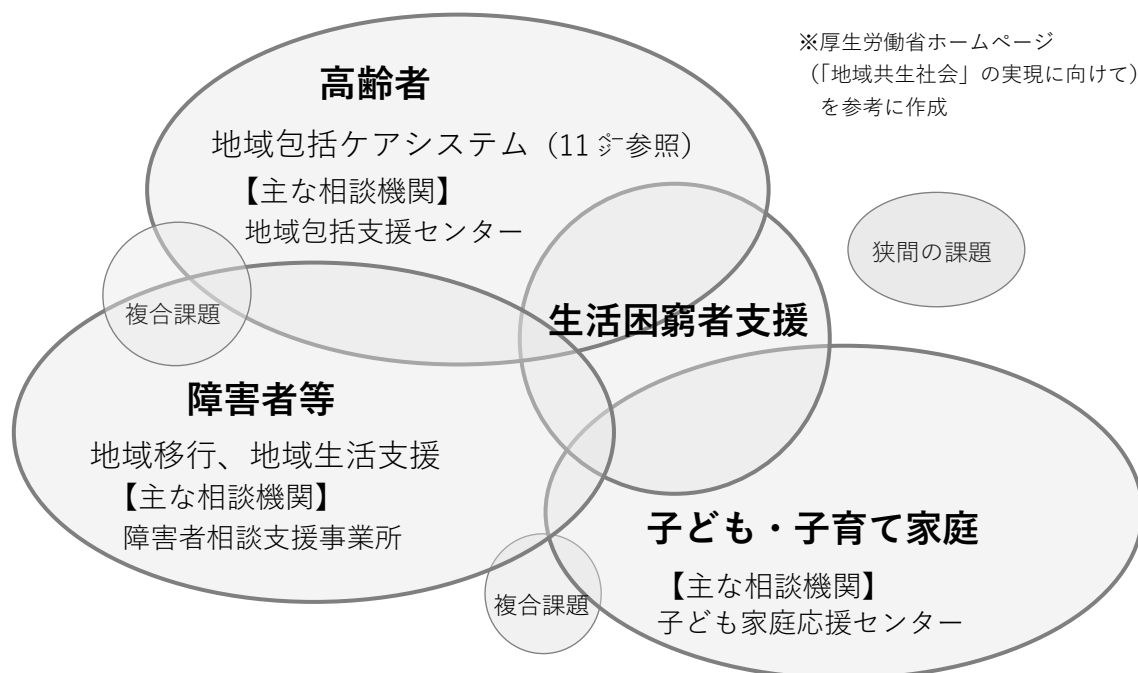 ※厚生労働省ホームページ
（「地域共生社会」の実現に向けて）
を参考に作成
高齢者
地域包括ケアシステム（11㌻参照）
【主な相談機関】
地域包括支援センター
狭間の課題
複合課題
生活困窮者支援
障害者等
地域移行、地域生活支援
【主な相談機関】
障害者相談支援事業所
子ども・子育て家庭
【主な相談機関】
子ども家庭応援センター
複合課題